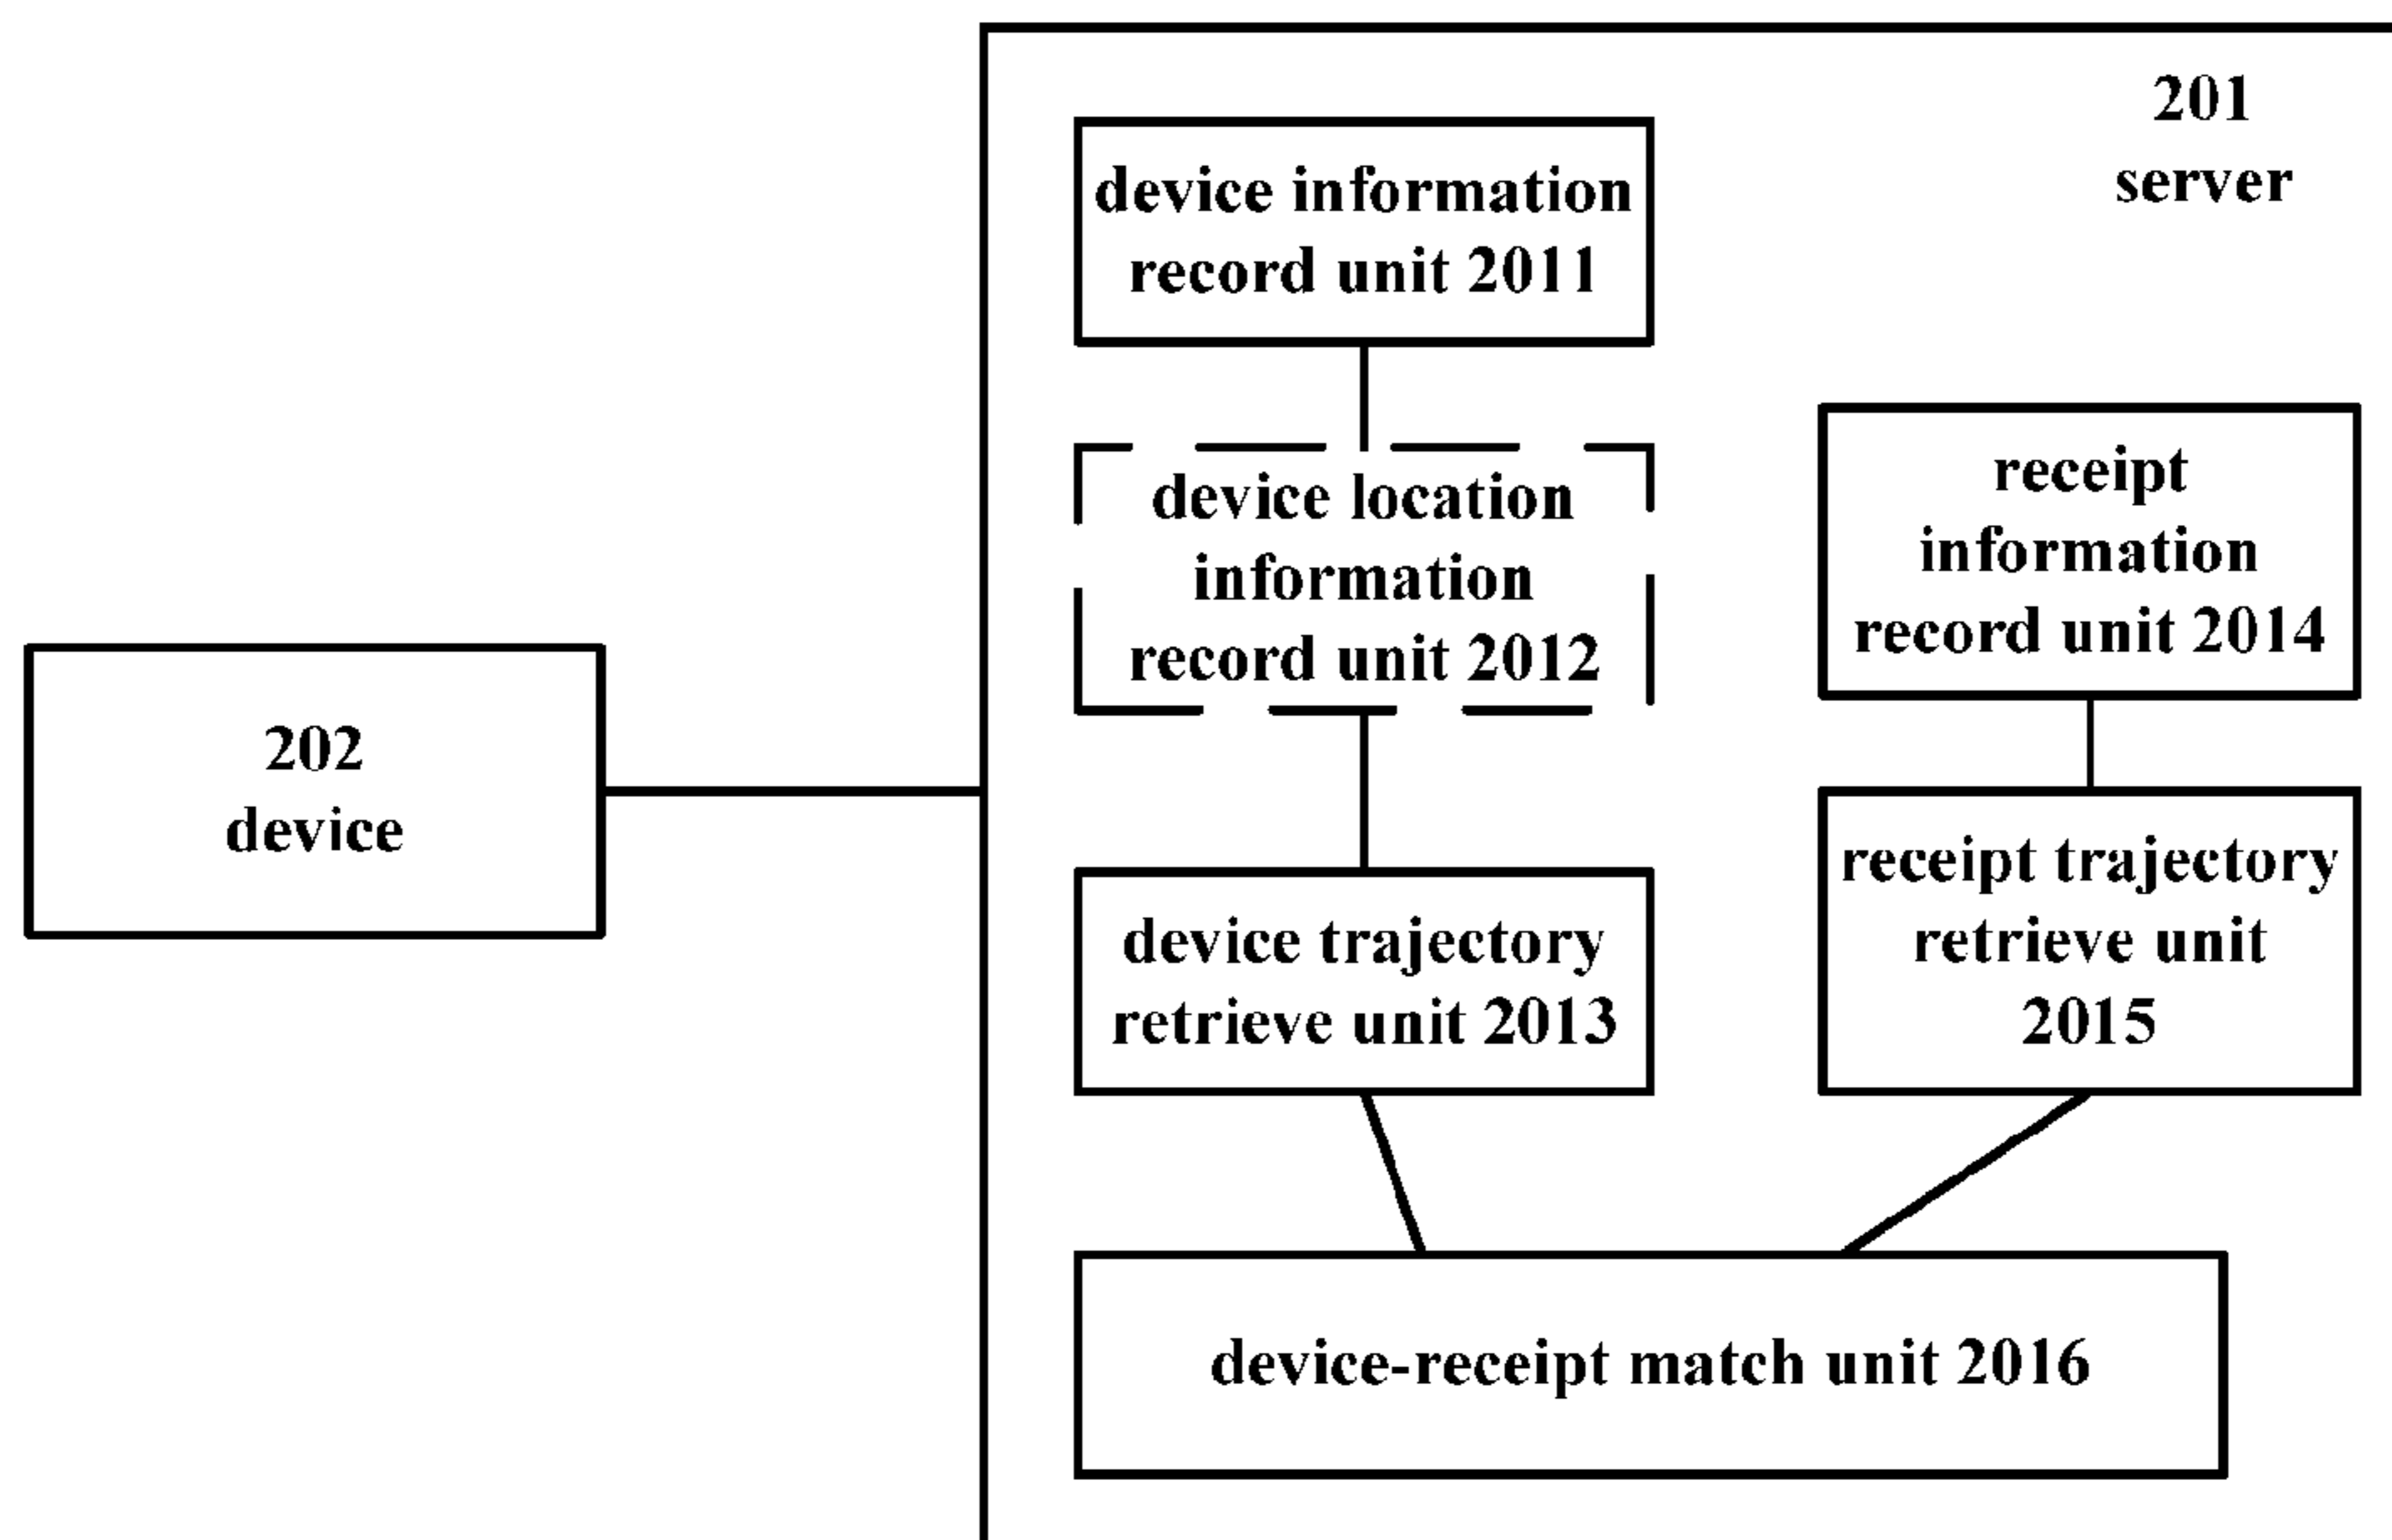 201
server
device information
record unit 2011
device location
information
record unit 2012
receipt
information
record unit 2014
202
device
device trajectory
retrieve unit 2013
receipt trajectory
retrieve unit
2015
device-receipt match unit 2016